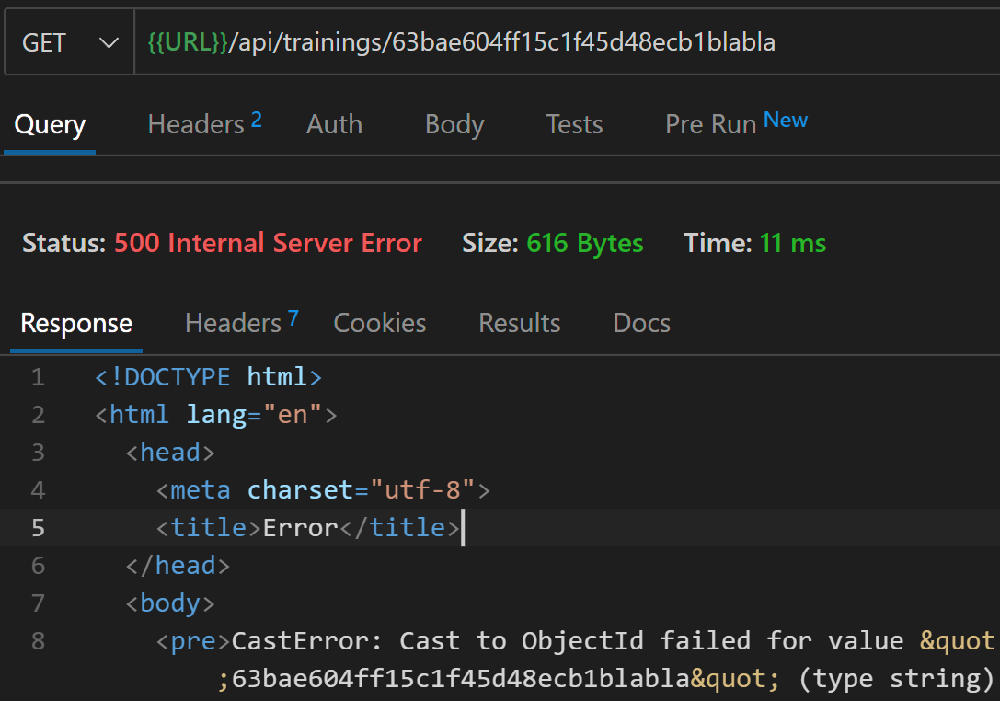 GET {{URL}}/api/trainings/63bae604ff15c1f45d48ecb1blabla
Query Headers 2 Auth Body Tests Pre Run New
Status: 500 Internal Server Error Size: 616 Bytes Time: 11 ms
Response Headers 7 Cookies Results Docs
1 <!DOCTYPE html>
2 <html lang="en">
3 <head>
4 <meta charset="utf-8">
5 <title>Error</title>
6 </head>
7 <body>
8 <pre>CastError: Cast to ObjectId failed for value &quot
;63bae604ff15c1f45d48ecb1blabla&quot; (type string)